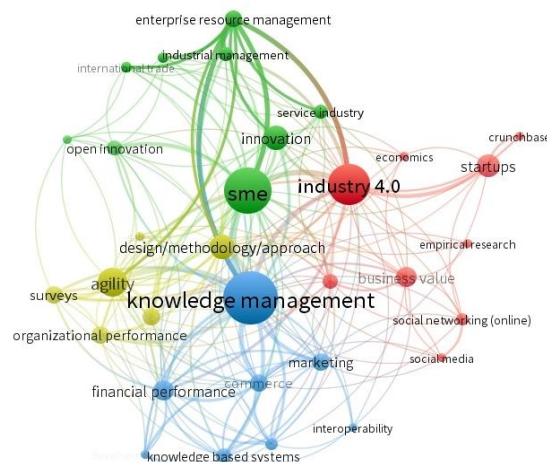 enterprise resource management
industrial management
international trade
service industry
innovation
crunchbase
open innovation
economics
startups
sme
industry 4.0
design/methodology/approach
empirical research
agility
business value
surveys
knowledge management
social networking (online)
organizational performance
social media
marketing
commerce
financial performance
interoperability
knowledge based systems